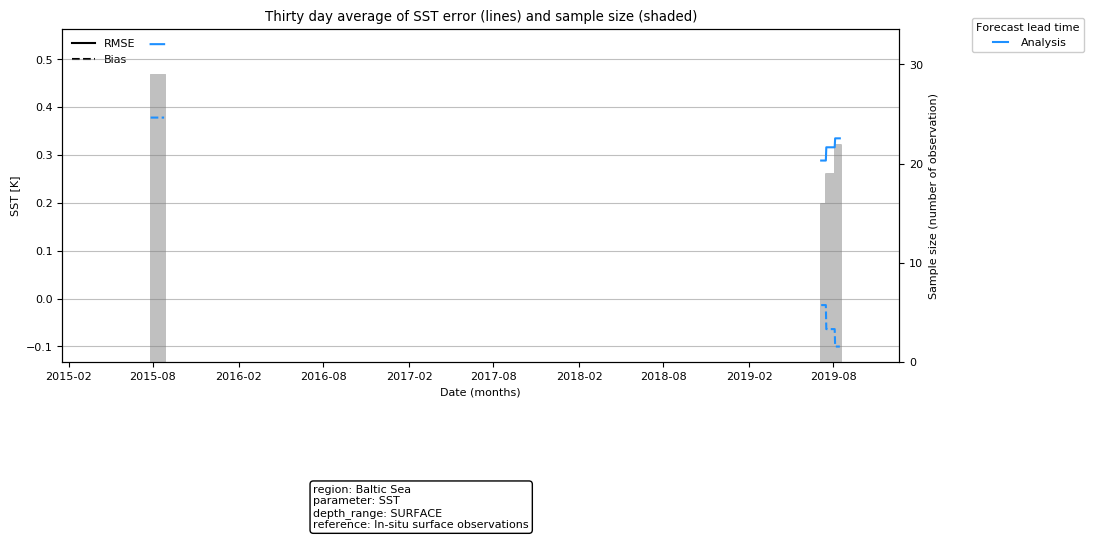 Thirty day average of SST error (lines) and sample size (shaded)
Forecast lead time
Analysis
RMSE
Bias
SST [K]
0.5
0.4
0.3
0.2
0.1
0.0
−0.1
30
20
10
0
Sample size (number of observation)
2015-02 2015-08 2016-02 2016-08 2017-02 2017-08 2018-02 2018-08 2019-02 2019-08
Date (months)
region: Baltic Sea
parameter: SST
depth_range: SURFACE
reference: In-situ surface observations